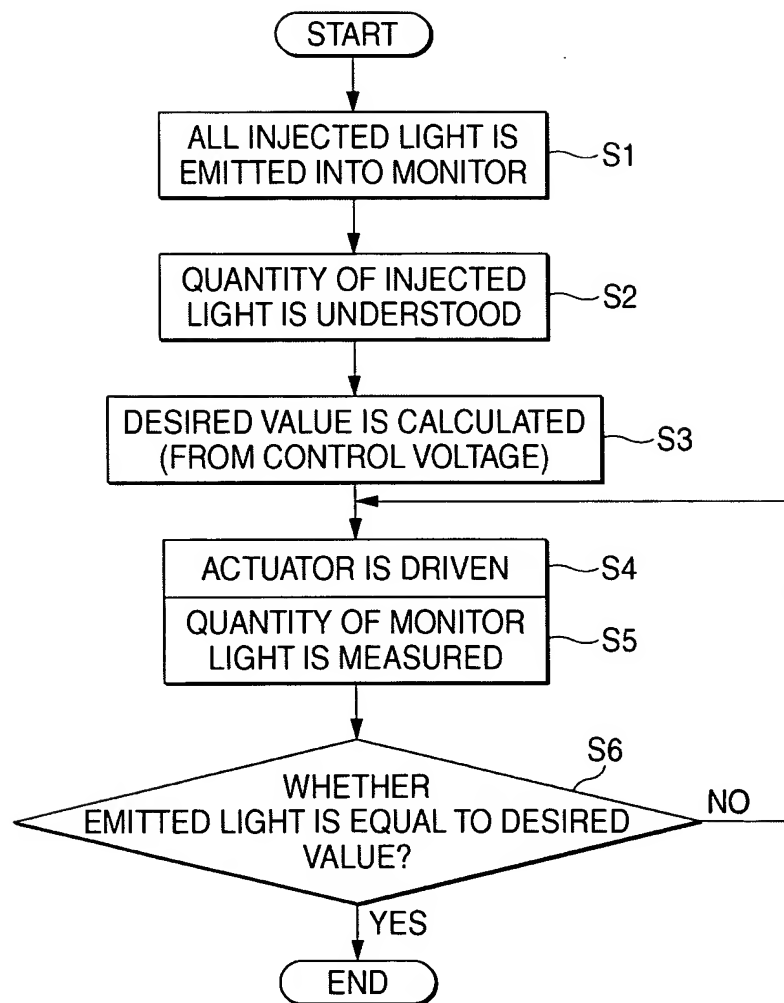 START
ALL INJECTED LIGHT IS
EMITTED INTO MONITOR
S1
QUANTITY OF INJECTED
LIGHT IS UNDERSTOOD
S2
DESIRED VALUE IS CALCULATED
(FROM CONTROL VOLTAGE)
S3
ACTUATOR IS DRIVEN
S4
QUANTITY OF MONITOR
LIGHT IS MEASURED
S5
S6
WHETHER
EMITTED LIGHT IS EQUAL TO DESIRED
VALUE?
NO
YES
END